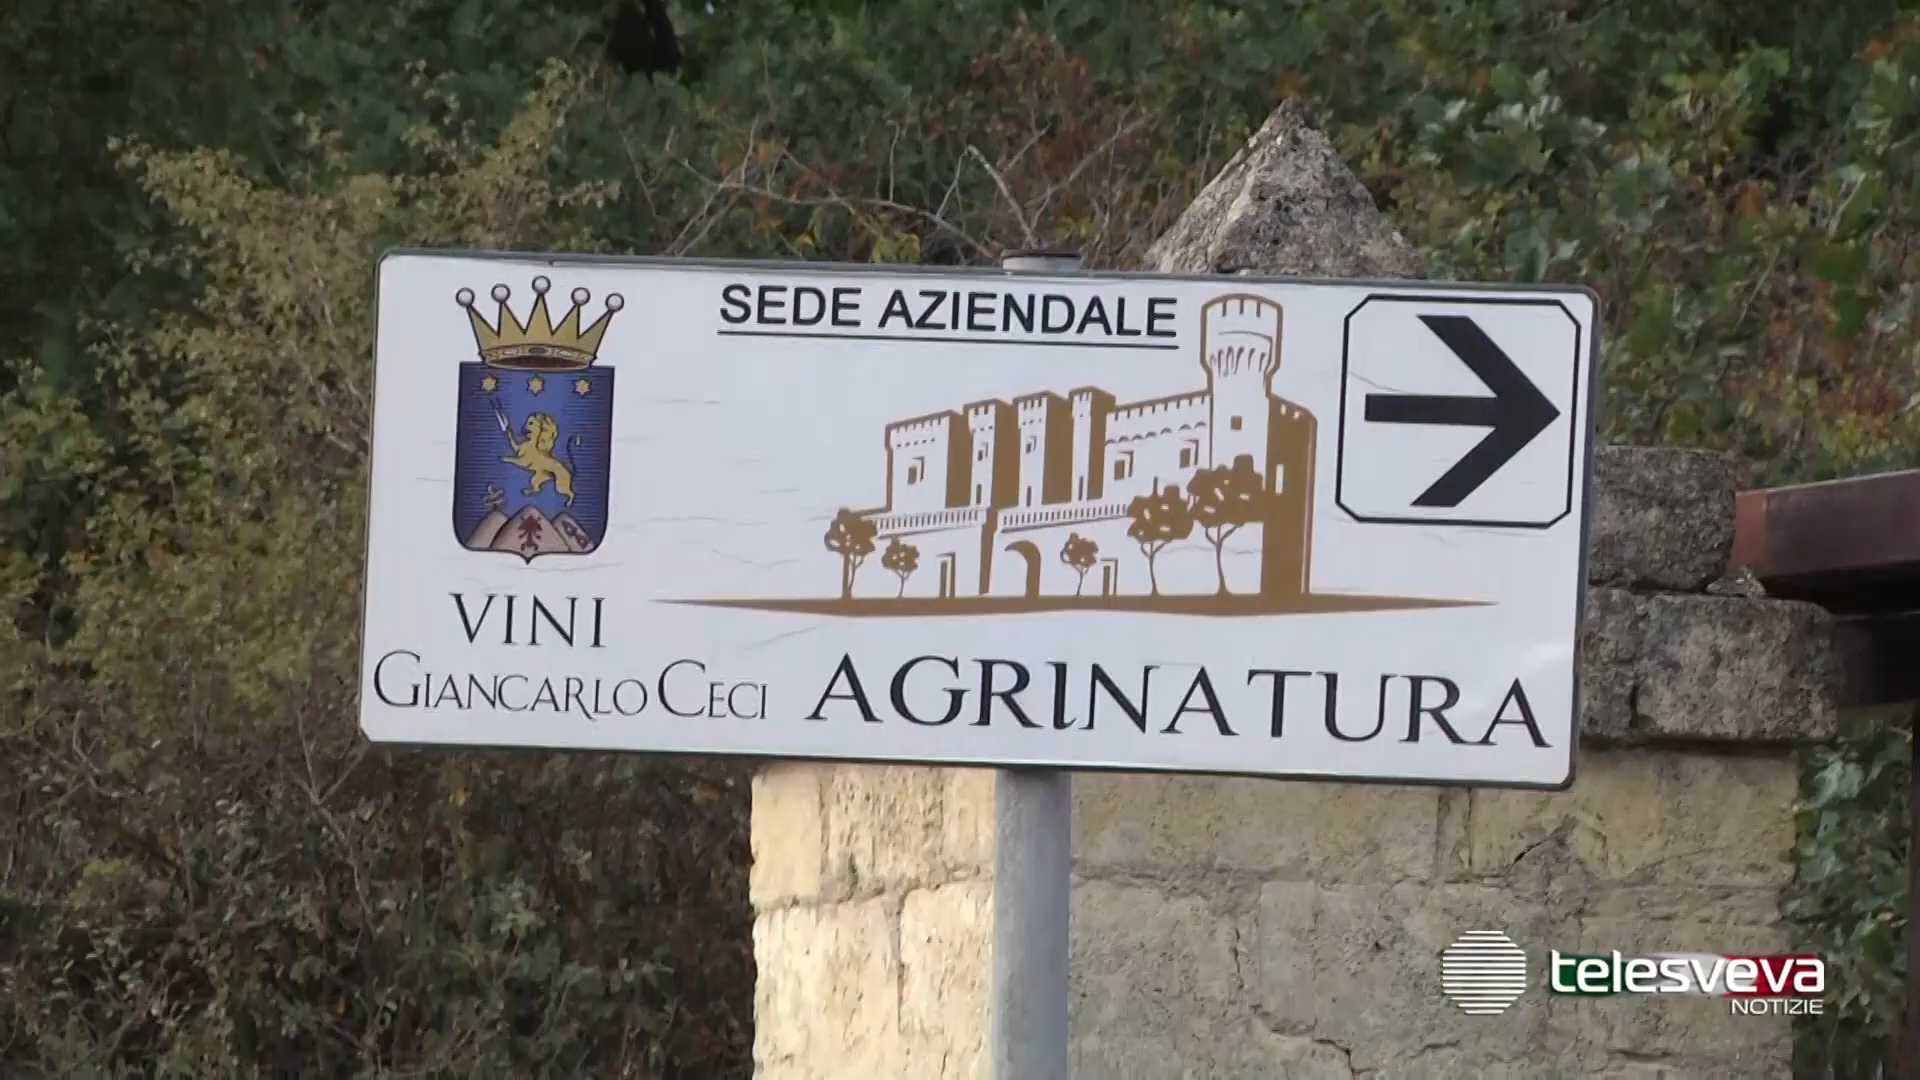 SEDE AZIENDALE
VINI
GIANCARLO CECI
AGRINATURA
telesveva
NOTIZIE